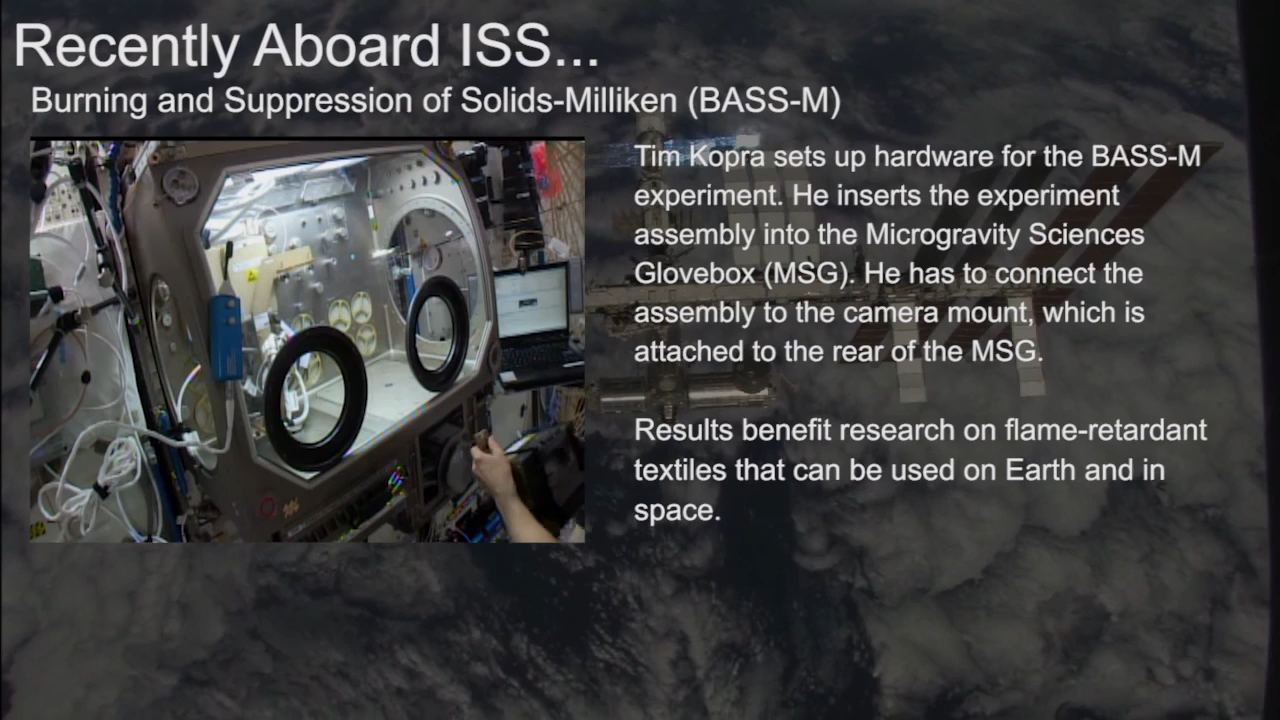 Recently Aboard ISS...
Burning and Suppression of Solids-Milliken (BASS-M)
Tim Kopra sets up hardware for the BASS-M
experiment. He inserts the experiment
assembly into the Microgravity Sciences
Glovebox (MSG). He has to connect the
assembly to the camera mount, which is
attached to the rear of the MSG.
Results benefit research on flame-retardant
textiles that can be used on Earth and in
space.